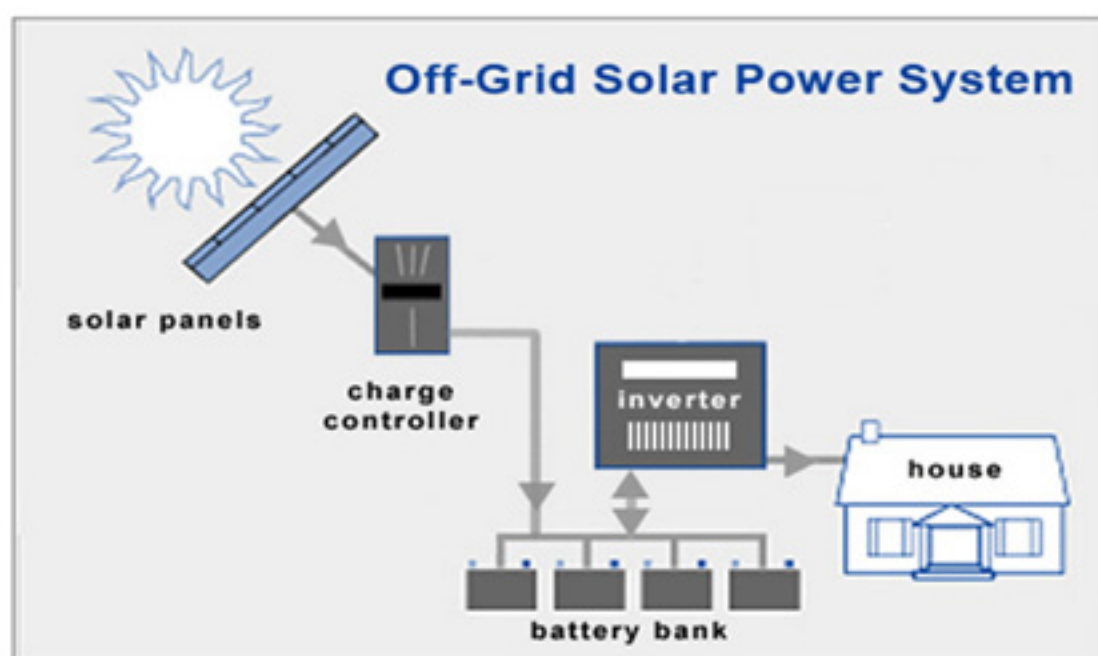 Off-Grid Solar Power System
solar panels
charge
controller
inverter
house
battery bank